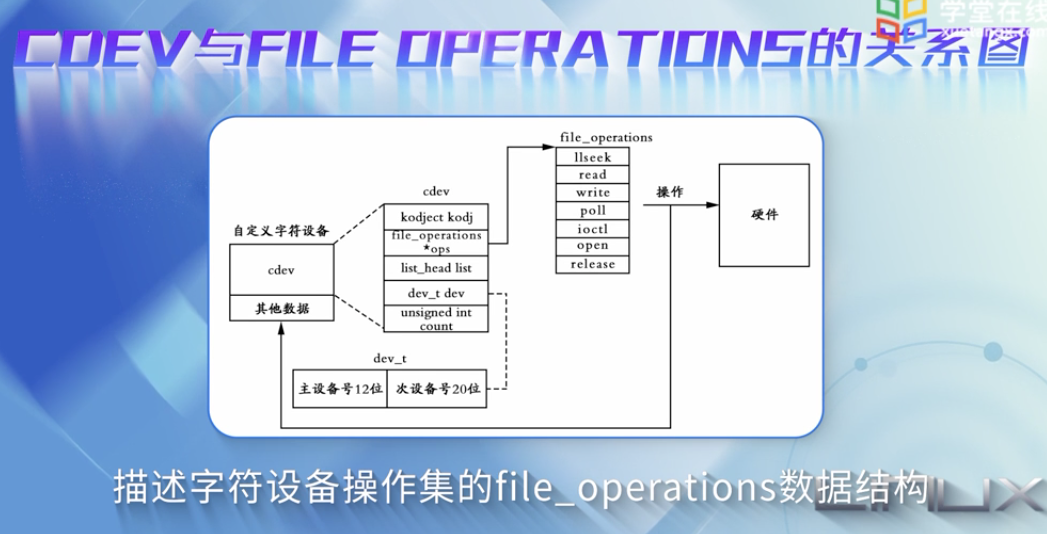 学堂在线
xuetangx.com
CDEV与FILE OPERATIONS的关系图
file_operations
llseek
read
write
poll
ioctl
open
release
操作
硬件
cdev
kodject kodj
file_operations
*ops
list_head list
dev_t dev
unsigned int
count
自定义字符设备
cdev
其他数据
dev_t
主设备号12位
次设备号20位
描述字符设备操作集的file_operations数据结构
LINUX